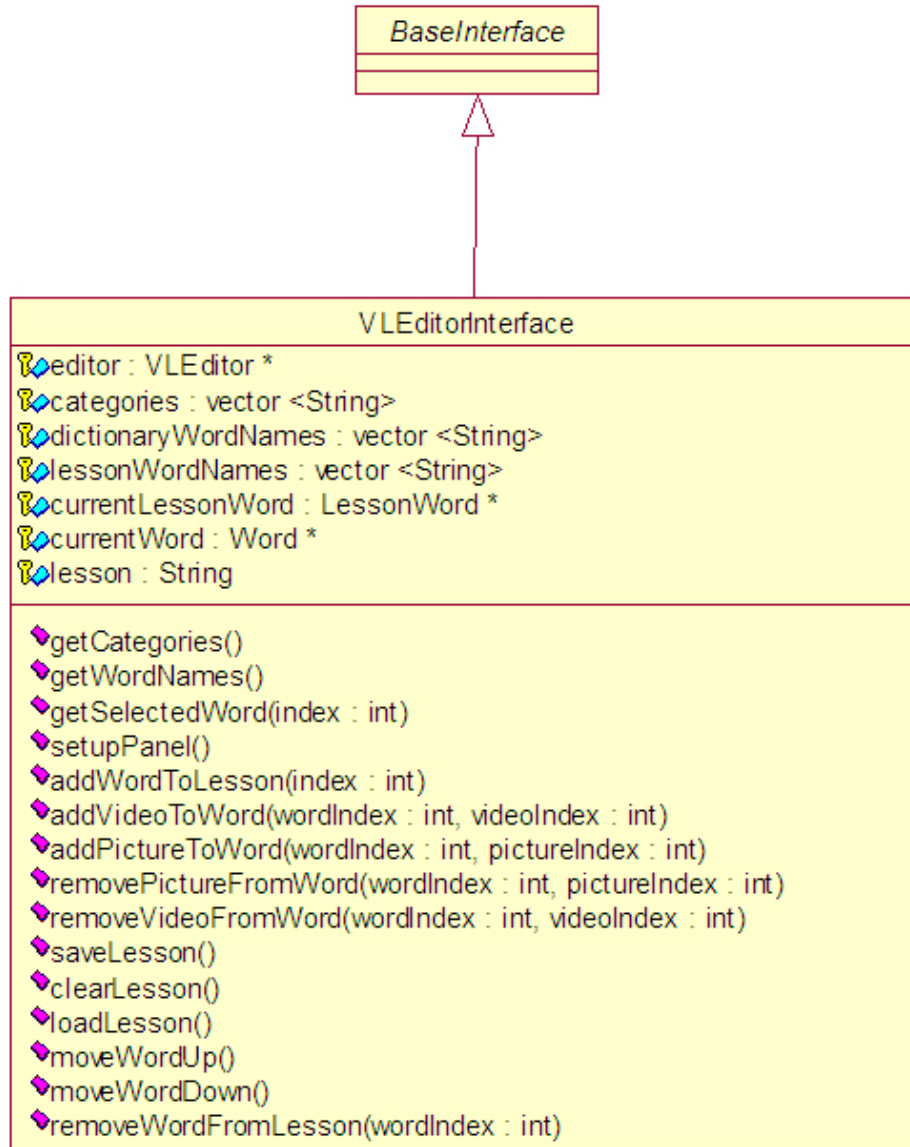 BaseInterface
VLEditorInterface
editor : VLEditor *
categories : vector <String>
dictionaryWordNames : vector <String>
lessonWordNames : vector <String>
currentLessonWord : LessonWord *
currentWord : Word *
lesson : String
getCategories()
getWordNames()
getSelectedWord(index : int)
setupPanel()
addWordToLesson(index : int)
addVideoToWord(wordIndex : int, videoIndex : int)
addPictureToWord(wordIndex : int, pictureIndex : int)
removePictureFromWord(wordIndex : int, pictureIndex : int)
removeVideoFromWord(wordIndex : int, videoIndex : int)
saveLesson()
clearLesson()
loadLesson()
moveWordUp()
moveWordDown()
removeWordFromLesson(wordIndex : int)